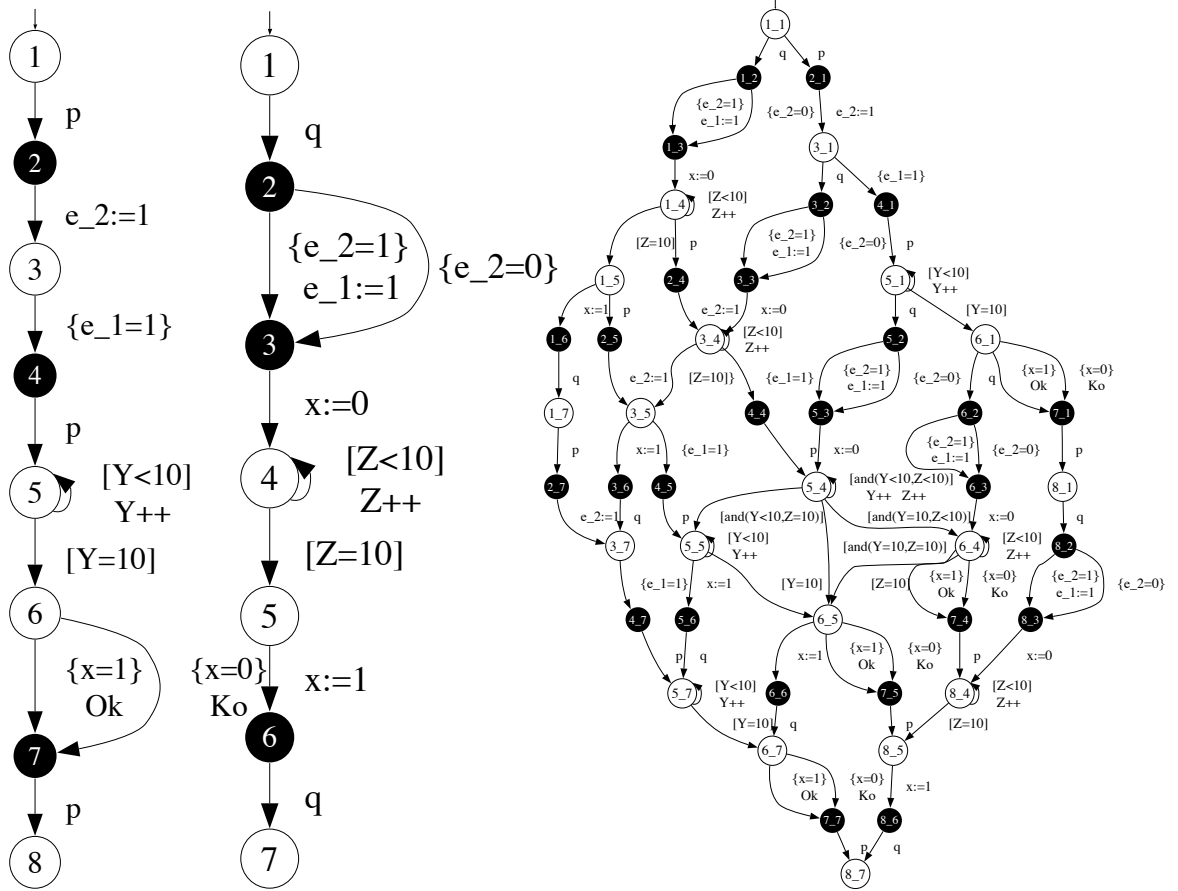 1
p
2
e_2:=1
3
{e_1=1}
4
p
5
[Y<10]
Y++
[Y=10]
6
{x=1}
Ok
{x=0}
Ko
7
p
8
1
q
2
{e_2=1}
e_1:=1
{e_2=0}
3
x:=0
4
[Z<10]
Z++
[Z=10]
5
x:=1
6
q
7
1_1
q p
1_2 2_1
{e_2=1}
e_1:=1
{e_2=0} e_2:=1
1_3 3_1
x:=0 q {e_1=1}
1_4 [Z<10]
Z++
3_2 4_1
[Z=10] p {e_2=1}
e_1:=1
{e_2=0} p
1_5 2_4 3_3 5_1 [Y<10]
Y++
x:=1 p e_2:=1 x:=0 q [Y=10]
1_6 2_5 3_4 [Z<10]
Z++
5_2 6_1
q e_2:=1 [Z=10]} {e_1=1} {e_2=1}
e_1:=1
{e_2=0} q {x=1}
Ok
{x=0}
Ko
1_7 3_5 4_4 5_3 6_2 7_1
p x:=1 {e_1=1} p x:=0 {e_2=1}
e_1:=1
{e_2=0} p
2_7 3_6 4_5 5_4 [and(Y<10,Z<10)]
Y++ Z++
6_3 8_1
e_2:=1 q p [and(Y<10,Z=10)] [and(Y=10,Z<10)] x:=0 q
3_7 5_5 [Y<10]
Y++
[and(Y=10,Z=10)] 6_4 [Z<10]
Z++
8_2
{e_1=1} x:=1 [Y=10] [Z=10] {x=1}
Ok
{x=0}
Ko
{e_2=1}
e_1:=1
{e_2=0}
4_7 5_6 6_5 7_4 8_3
p q x:=1 {x=1}
Ok
{x=0}
Ko
p x:=0
5_7 [Y<10]
Y++
6_6 7_5 8_4 [Z<10]
Z++
[Y=10] q p [Z=10]
6_7 8_5
{x=1}
Ok
{x=0}
Ko
x:=1
7_7 8_6
p q
8_7